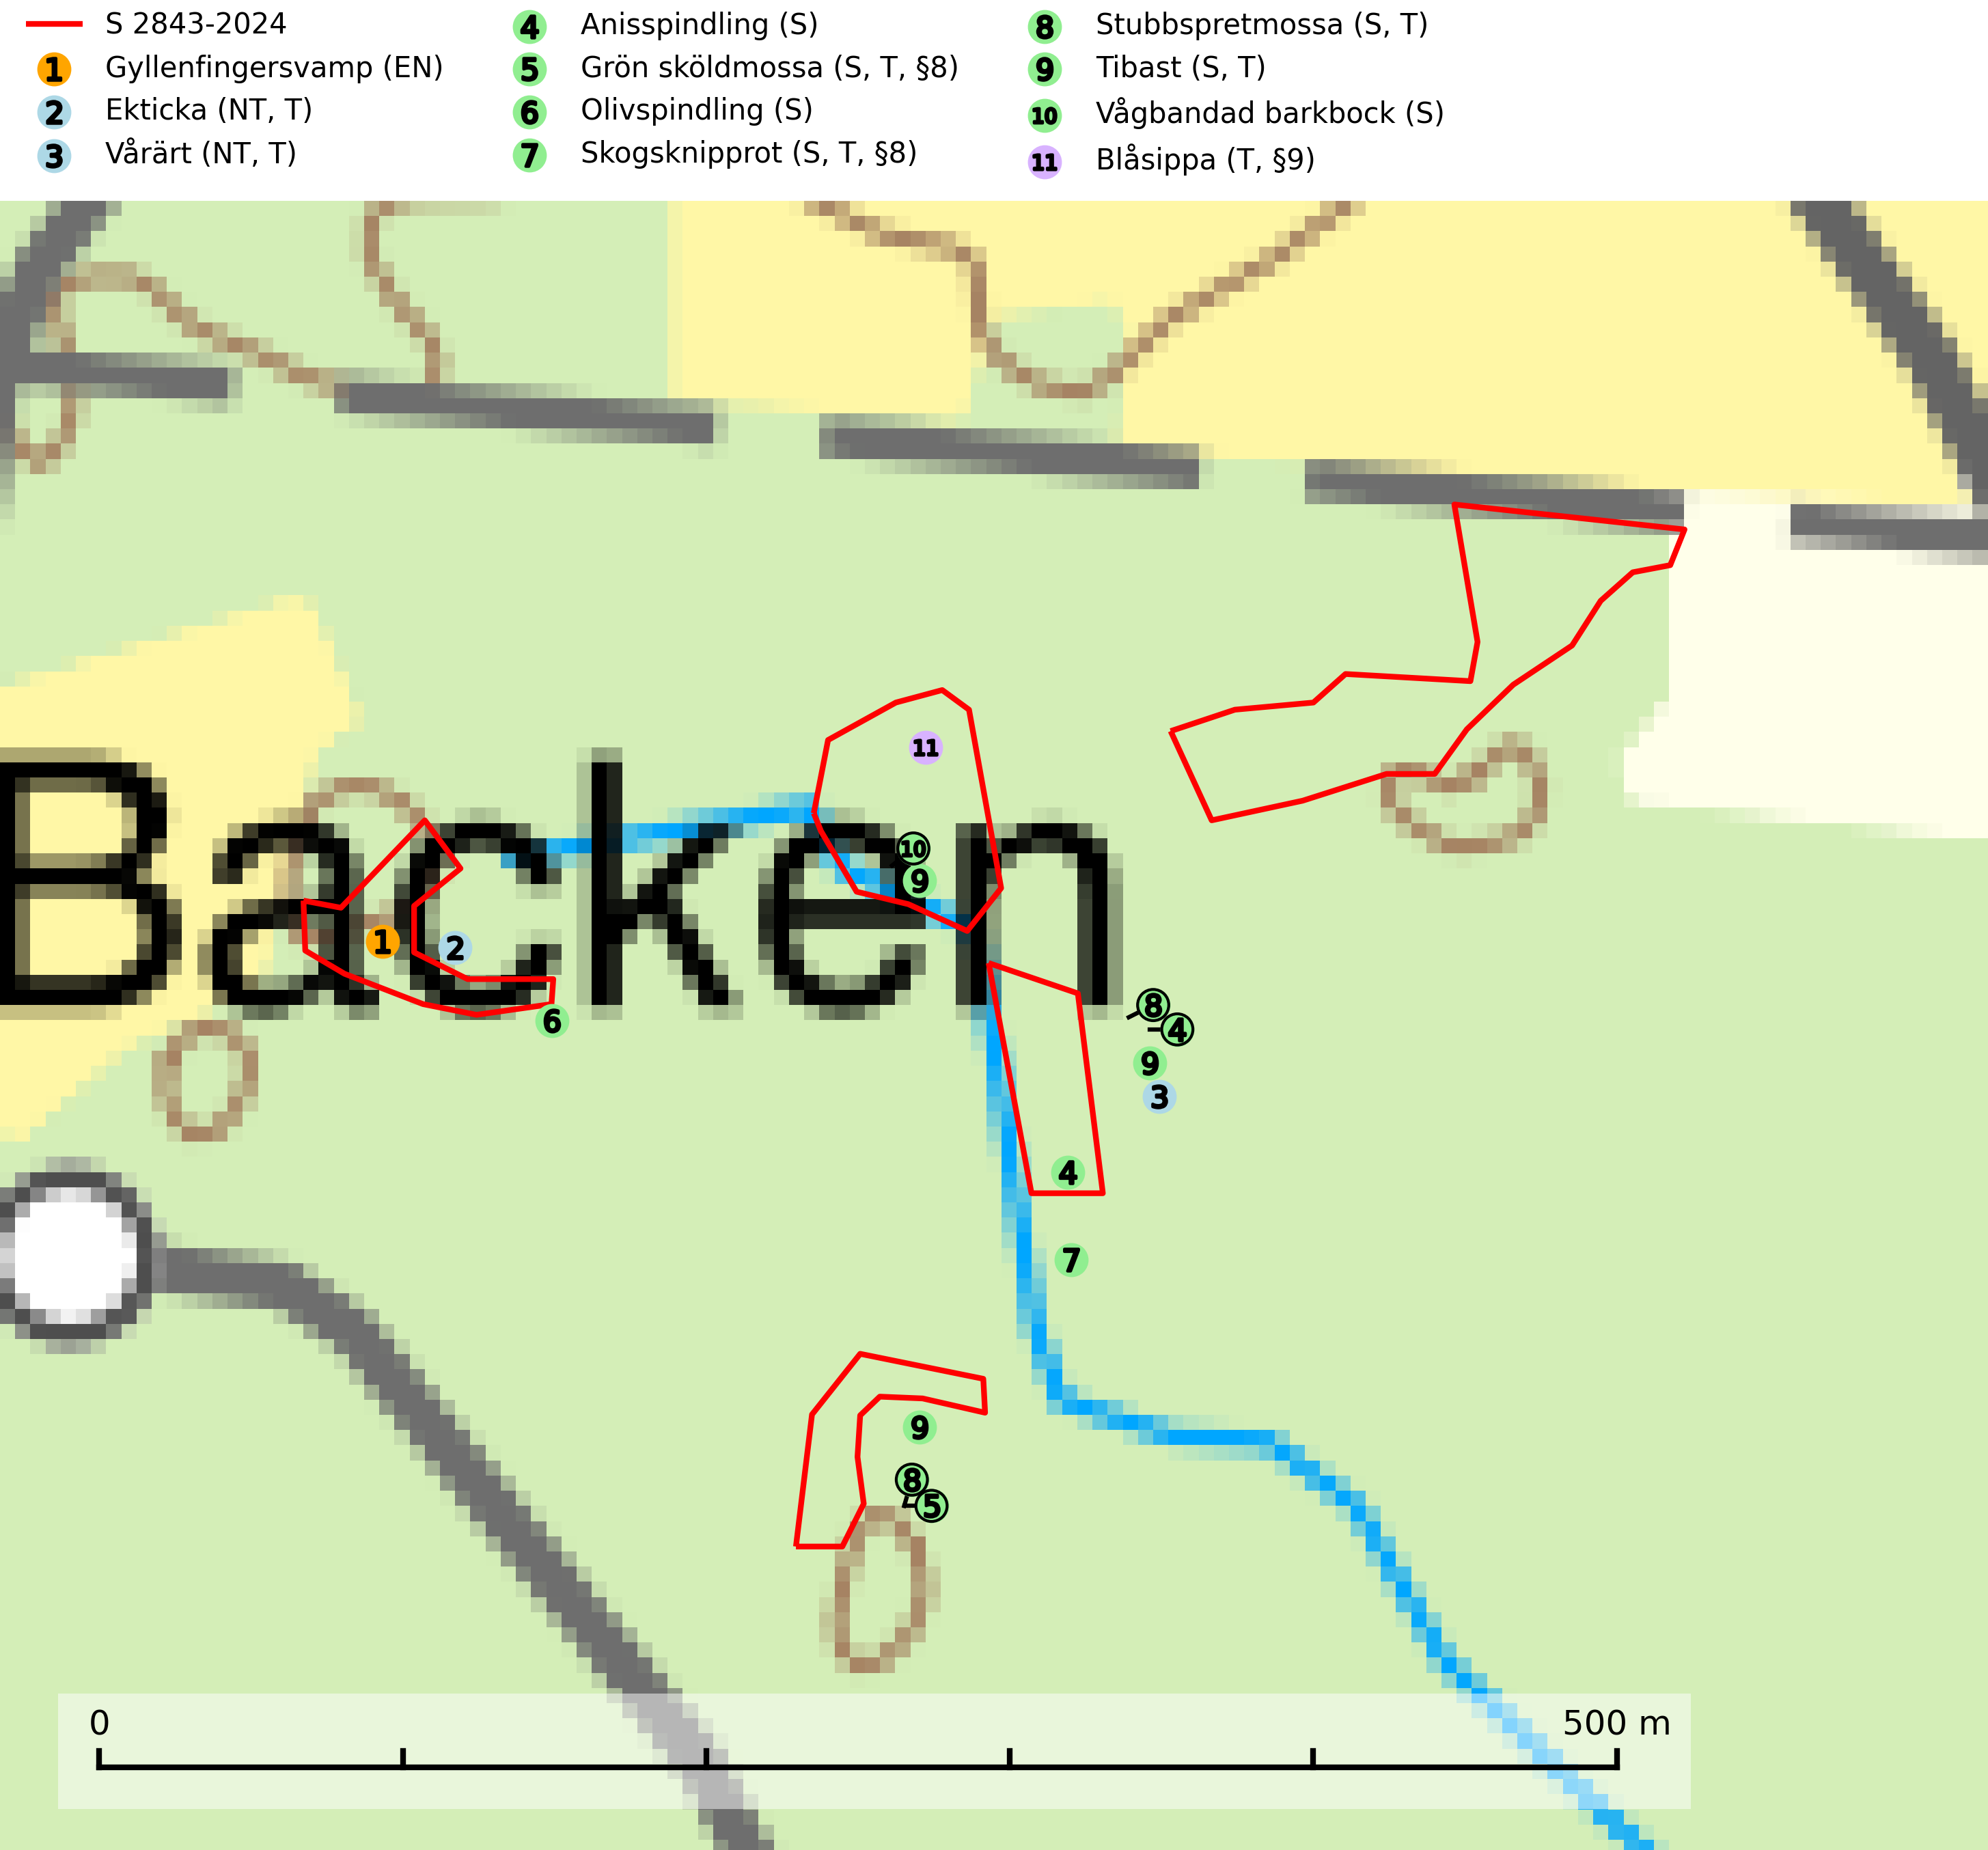 S 2843-2024
1 Gyllenfingersvamp (EN)
2 Ekticka (NT, T)
3 Vårärt (NT, T)
4 Anisspindling (S)
5 Grön sköldmossa (S, T, §8)
6 Olivspindling (S)
7 Skogsknipprot (S, T, §8)
8 Stubbspretmossa (S, T)
9 Tibast (S, T)
10 Vågbandad barkbock (S)
11 Blåsippa (T, §9)
11
10
9
Backen
1
2
6
8
4
9
3
4
7
9
8
5
0 500 m